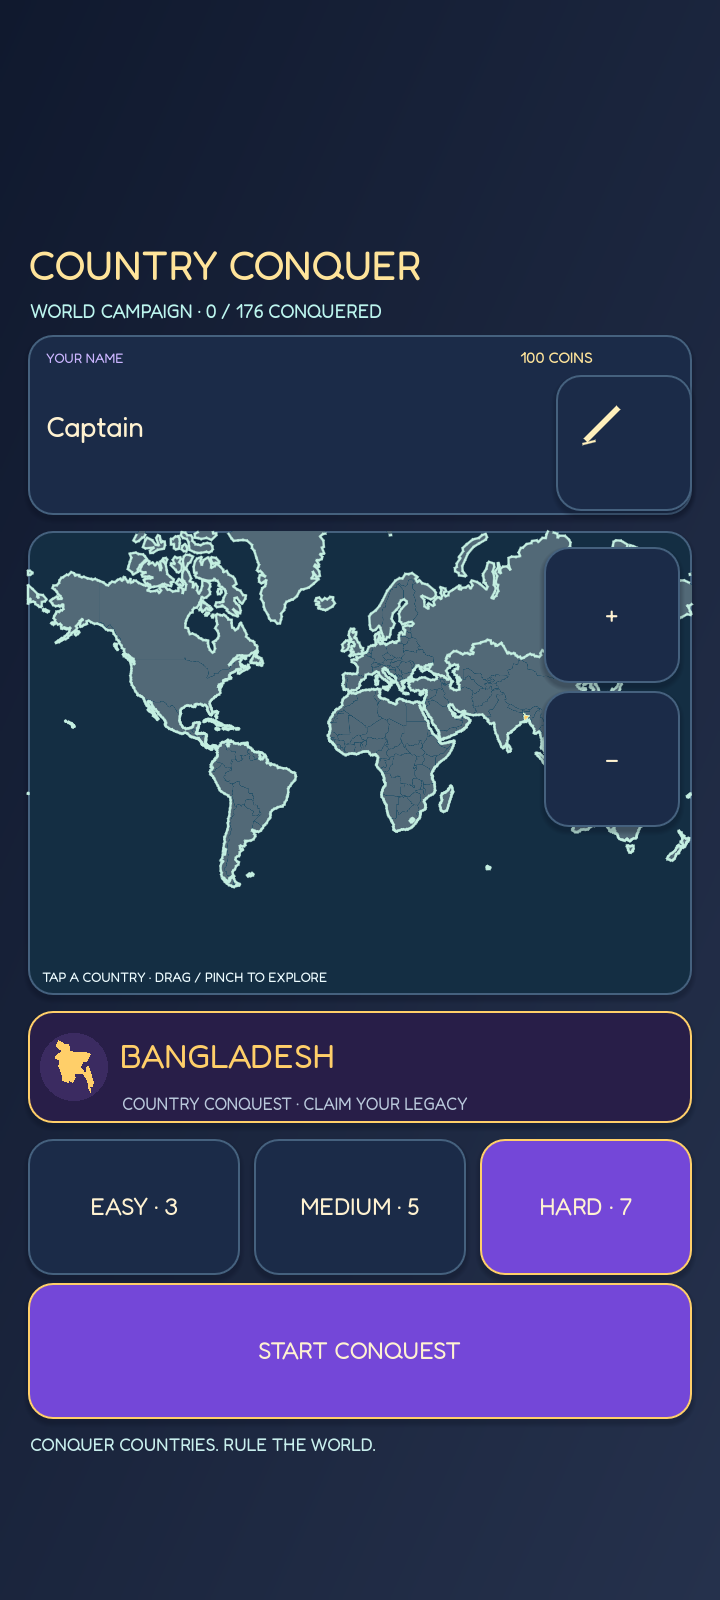 COUNTRY CONQUER
WORLD CAMPAIGN · 0 / 176 CONQUERED
YOUR NAME
100 COINS
Captain
+
−
TAP A COUNTRY · DRAG / PINCH TO EXPLORE
BANGLADESH
COUNTRY CONQUEST · CLAIM YOUR LEGACY
EASY · 3
MEDIUM · 5
HARD · 7
START CONQUEST
CONQUER COUNTRIES. RULE THE WORLD.